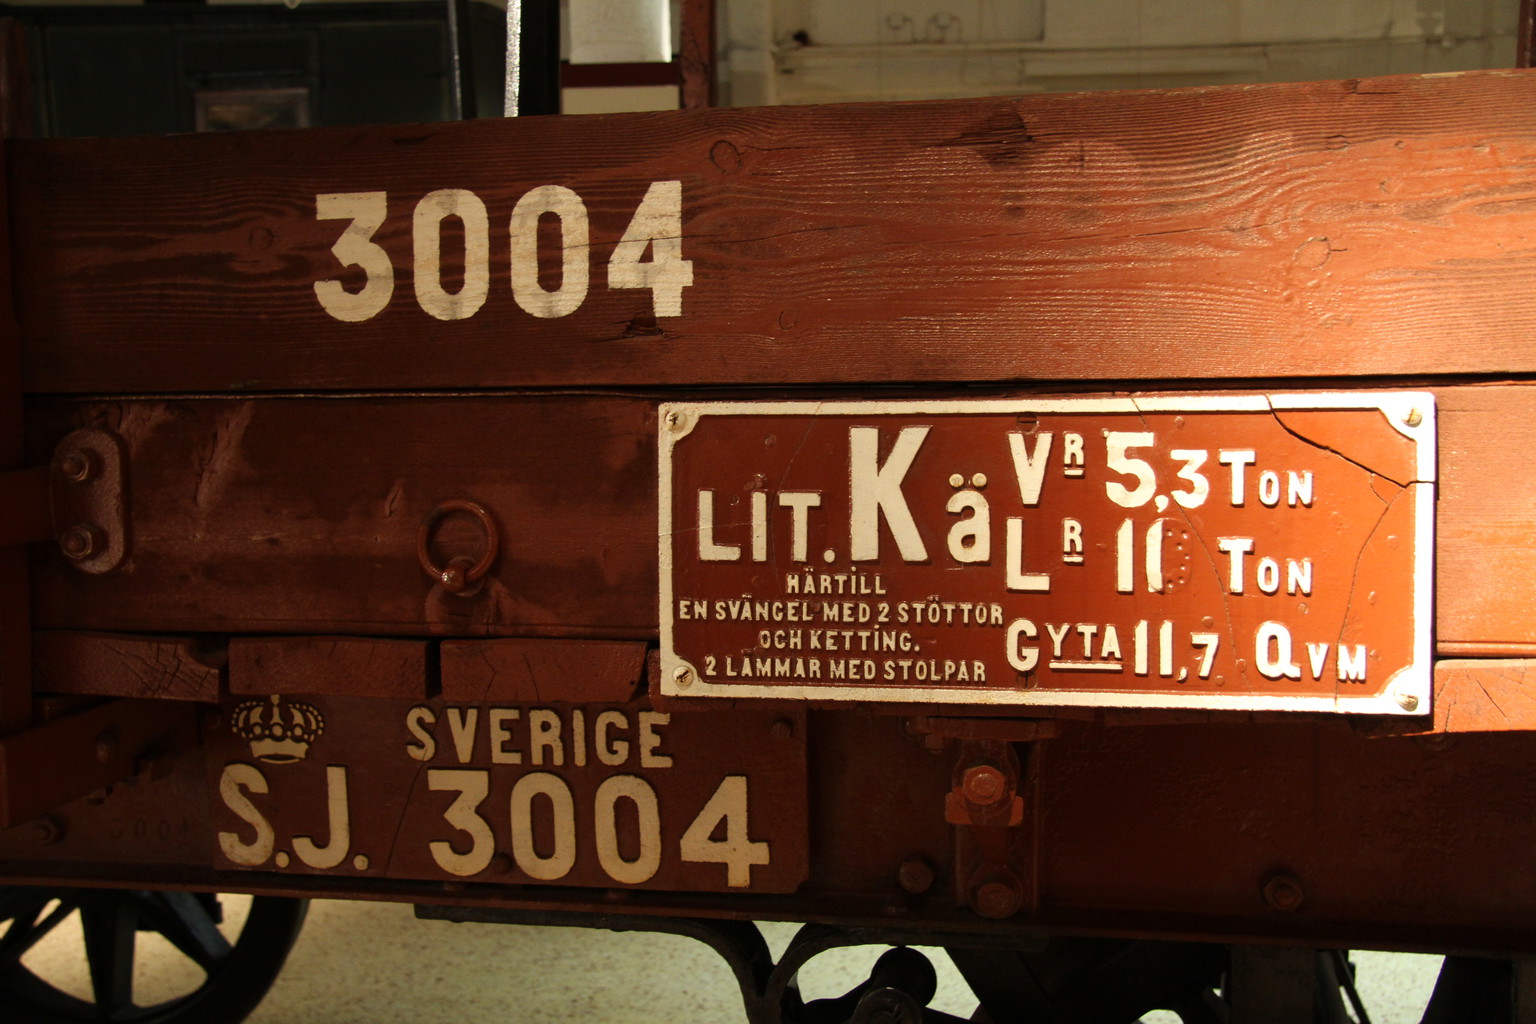 3004
LIT. Kä
HÄRTiLL
EN SVÄNGEL MED 2 STÖTTOR
OCH KETTiNG.
2 LÄMMAR MED STOLPAR
VR 5,3 TON
LR 10 TON
GYTA 11,7 QVM
SVERIGE
S.J. 3004